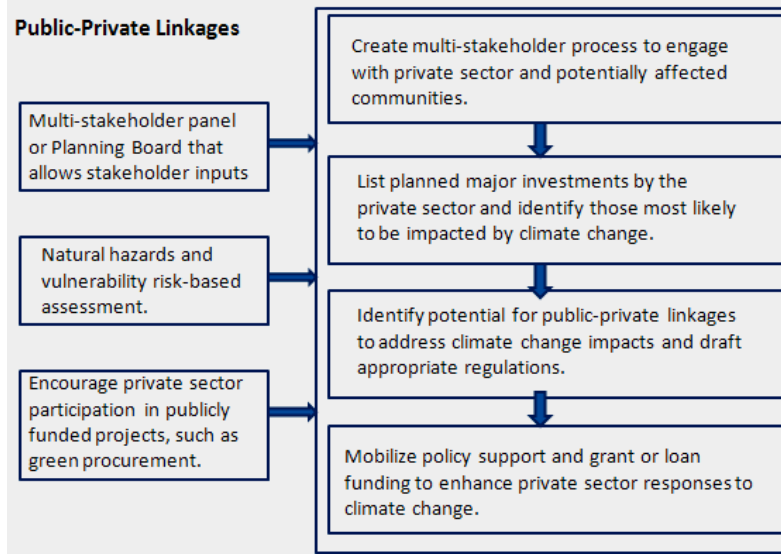 Public-Private Linkages
Multi-stakeholder panel
or Planning Board that
allows stakeholder inputs
Natural hazards and
vulnerability risk-based
assessment.
Encourage private sector
participation in publicly
funded projects, such as
green procurement.
Create multi-stakeholder process to engage
with private sector and potentially affected
communities.
List planned major investments by the
private sector and identify those most likely
to be impacted by climate change.
Identify potential for public-private linkages
to address climate change impacts and draft
appropriate regulations.
Mobilize policy support and grant or loan
funding to enhance private sector responses to
climate change.